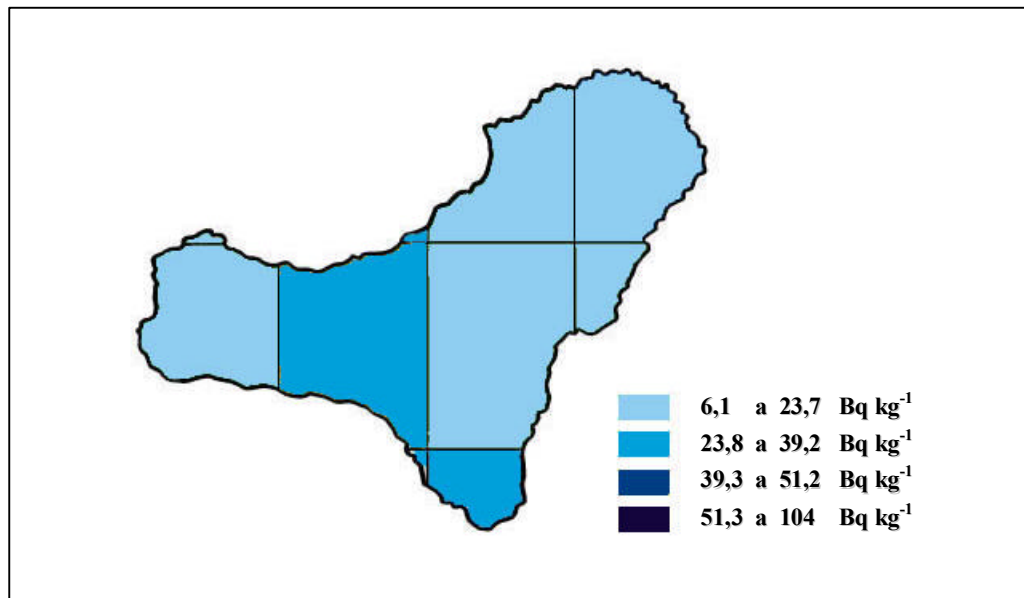 6,1 a 23,7 Bq kg⁻¹
23,8 a 39,2 Bq kg⁻¹
39,3 a 51,2 Bq kg⁻¹
51,3 a 104 Bq kg⁻¹